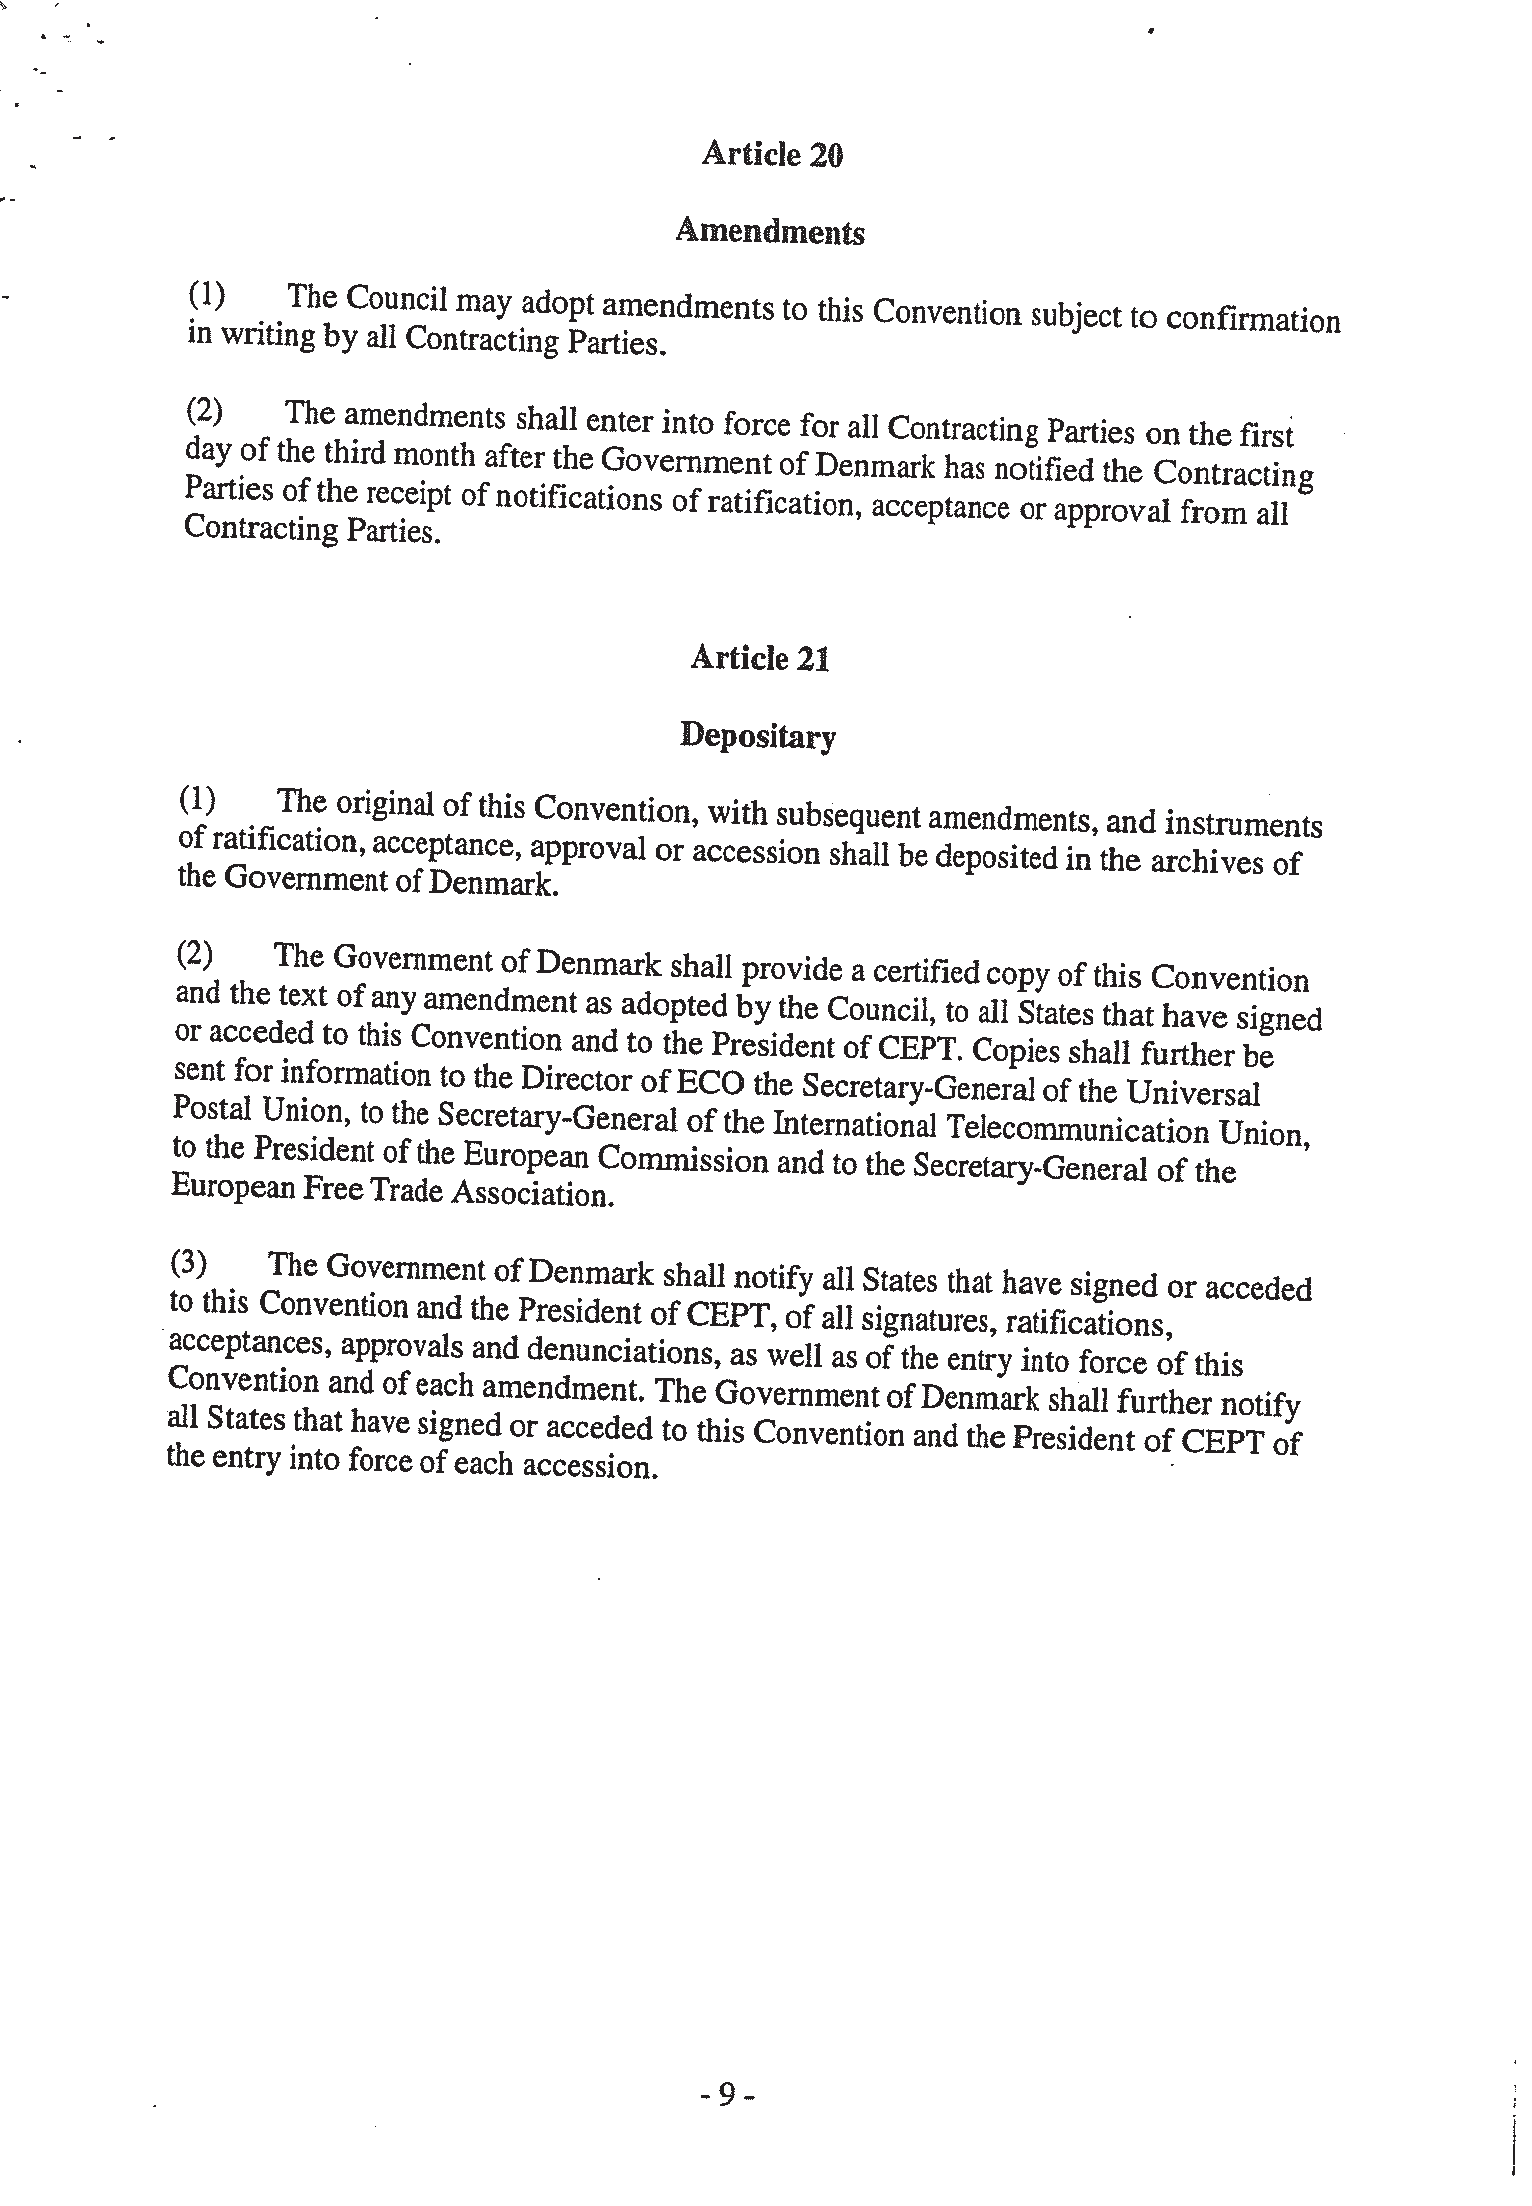 Article 20
Amendments
(1) The Council may adopt amendments to this Convention subject to confirmation
in writing by all Contracting Parties.
(2) The amendments shall enter into force for all Contracting Parties on the first
day of the third month after the Government of Denmark has notified the Contracting
Parties of the receipt of notifications of ratification, acceptance or approval from all
Contracting Parties.
Article 21
Depositary
(1) The original of this Convention, with subsequent amendments, and instruments
of ratification, acceptance, approval or accession shall be deposited in the archives of
the Government of Denmark.
(2) The Government of Denmark shall provide a certified copy of this Convention
and the text of any amendment as adopted by the Council, to all States that have signed
or acceded to this Convention and to the President of CEPT. Copies shall further be
sent for information to the Director of ECO the Secretary-General of the Universal
Postal Union, to the Secretary-General of the International Telecommunication Union,
to the President of the European Commission and to the Secretary-General of the
European Free Trade Association.
(3) The Government of Denmark shall notify all States that have signed or acceded
to this Convention and the President of CEPT, of all signatures, ratifications,
acceptances, approvals and denunciations, as well as of the entry into force of this
Convention and of each amendment. The Government of Denmark shall further notify
all States that have signed or acceded to this Convention and the President of CEPT of
the entry into force of each accession.
- 9 -